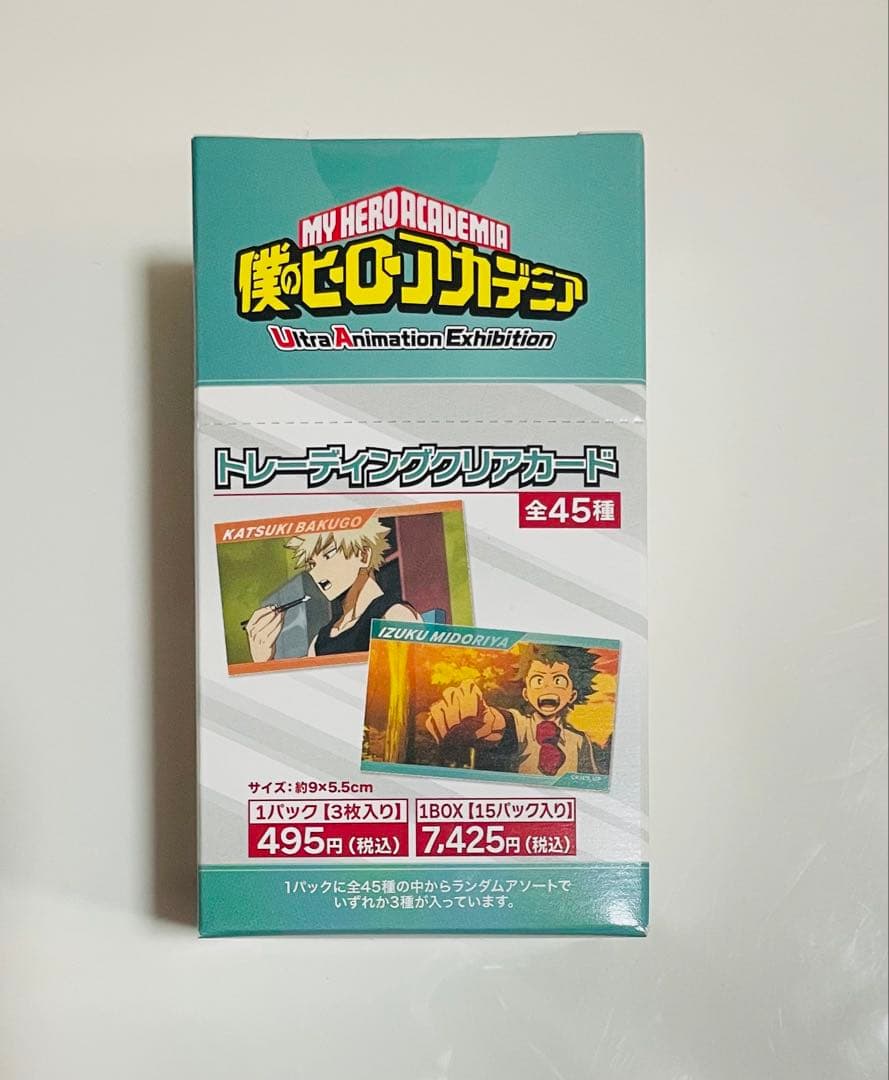 MY HERO ACADEMIA
僕のヒーローアカデミア
Ultra Animation Exhibition
トレーディングクリアカード
全45種
KATSUKI BAKUGO
IZUKU MIDORIYA
サイズ：約9×5.5cm
1パック【3枚入り】
495円（税込）
1BOX【15パック入り】
7,425円（税込）
1パックに全45種の中からランダムアソートで
いずれか3種が入っています。